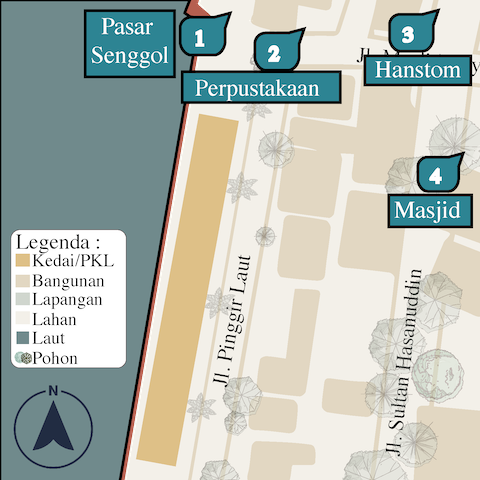 Pasar
Senggol
1
2
Perpustakaan
3
Hanstom
4
Masjid
Legenda :
Kedai/PKL
Bangunan
Lapangan
Lahan
Laut
Pohon
N
Jl. Pinggir Laut
Jl. Sultan Hasanuddin
Jl.